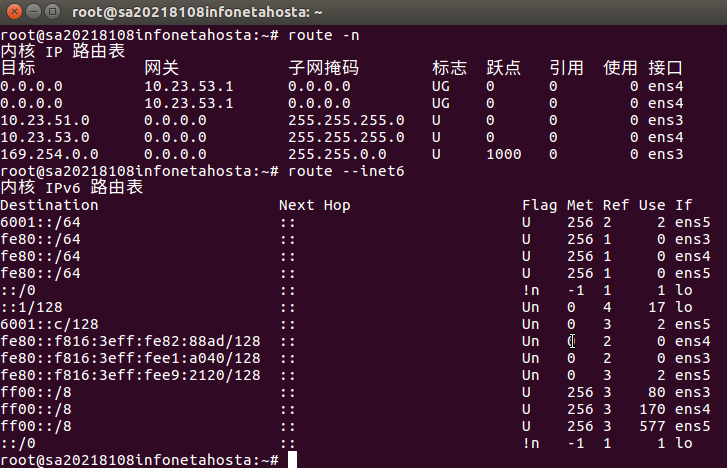 root@sa20218108infonetahosta: ~
root@sa20218108infonetahosta:~# route -n
内核 IP 路由表
目标 网关 子网掩码 标志 跃点 引用 使用 接口
0.0.0.0 10.23.53.1 0.0.0.0 UG 0 0 0 ens4
0.0.0.0 10.23.53.1 0.0.0.0 UG 0 0 0 ens4
10.23.51.0 0.0.0.0 255.255.255.0 U 0 0 0 ens3
10.23.53.0 0.0.0.0 255.255.255.0 U 0 0 0 ens4
169.254.0.0 0.0.0.0 255.255.0.0 U 1000 0 0 ens3
root@sa20218108infonetahosta:~# route --inet6
内核 IPv6 路由表
Destination Next Hop Flag Met Ref Use If
6001::/64 :: U 256 2 2 ens5
fe80::/64 :: U 256 1 0 ens3
fe80::/64 :: U 256 1 0 ens4
fe80::/64 :: U 256 1 0 ens5
::/0 :: !n -1 1 1 lo
::1/128 :: Un 0 4 17 lo
6001::c/128 :: Un 0 3 2 ens5
fe80::f816:3eff:fe82:88ad/128 :: Un 0 2 0 ens4
fe80::f816:3eff:fee1:a040/128 :: Un 0 2 0 ens3
fe80::f816:3eff:fee9:2120/128 :: Un 0 3 2 ens5
ff00::/8 :: U 256 3 80 ens3
ff00::/8 :: U 256 3 170 ens4
ff00::/8 :: U 256 3 577 ens5
::/0 :: !n -1 1 1 lo
root@sa20218108infonetahosta:~#